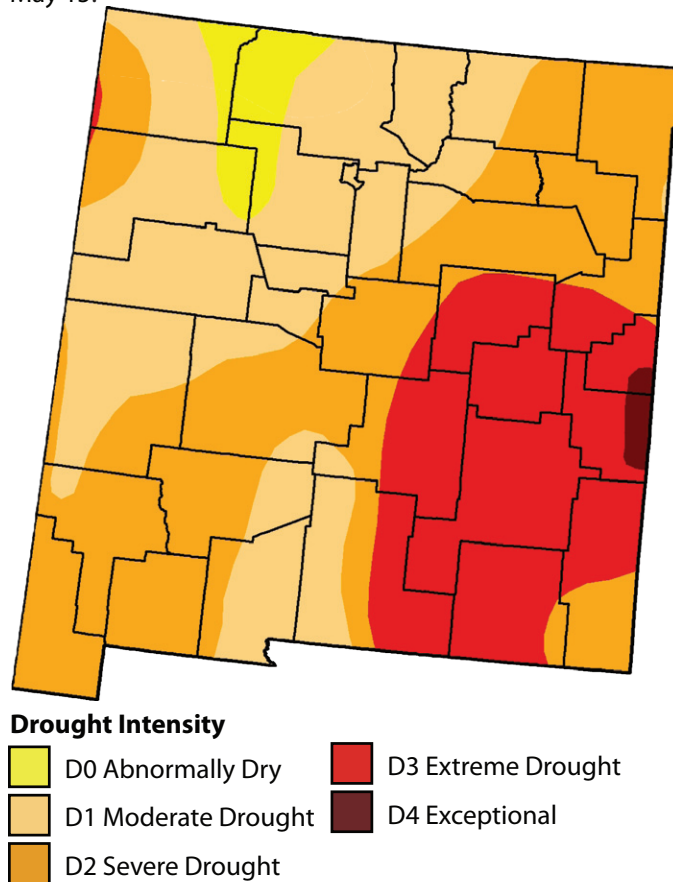 Drought Intensity
D0 Abnormally Dry
D1 Moderate Drought
D2 Severe Drought
D3 Extreme Drought
D4 Exceptional